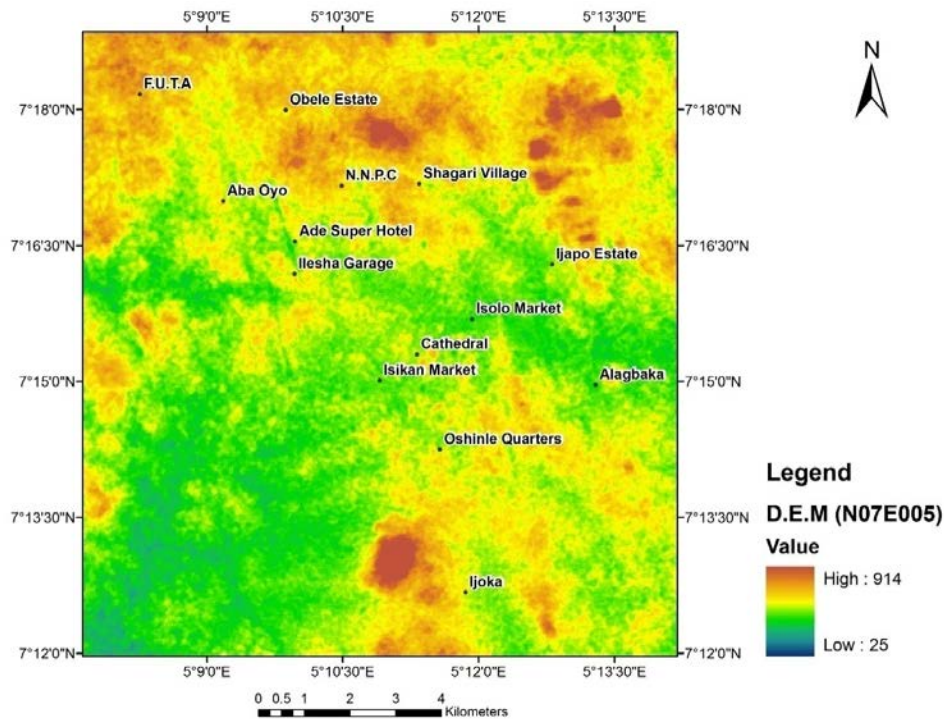 5°9'0"E 5°10'30"E 5°12'0"E 5°13'30"E
N
F.U.T.A
7°18'0"N 7°18'0"N
Obele Estate
N.N.P.C
Shagari Village
Aba Oyo
Ade Super Hotel
7°16'30"N 7°16'30"N
Ijapo Estate
Ilesha Garage
Isolo Market
Cathedral
Isikan Market
Alagbaka
7°15'0"N 7°15'0"N
Oshinle Quarters
7°13'30"N 7°13'30"N
Ijoka
7°12'0"N 7°12'0"N
5°9'0"E 5°10'30"E 5°12'0"E 5°13'30"E
0 0.5 1 2 3 4
Kilometers
Legend
D.E.M (N07E005)
Value
High : 914
Low : 25